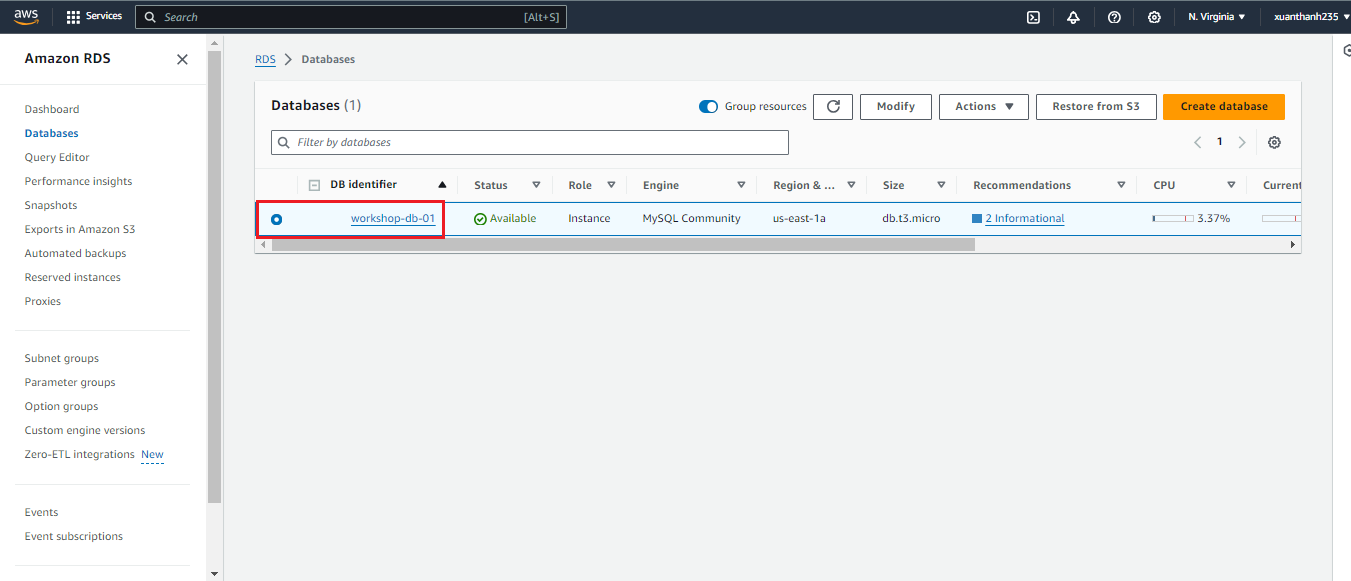 aws Services Search [Alt+S] N. Virginia xuanthanh235
Amazon RDS
Dashboard
Databases
Query Editor
Performance insights
Snapshots
Exports in Amazon S3
Automated backups
Reserved instances
Proxies
Subnet groups
Parameter groups
Option groups
Custom engine versions
Zero-ETL integrations New
Events
Event subscriptions
RDS Databases
Databases (1) Group resources Modify Actions Restore from S3 Create database
Filter by databases 1
DB identifier Status Role Engine Region & ... Size Recommendations CPU Current
workshop-db-01 Available Instance MySQL Community us-east-1a db.t3.micro 2 Informational 3.37%